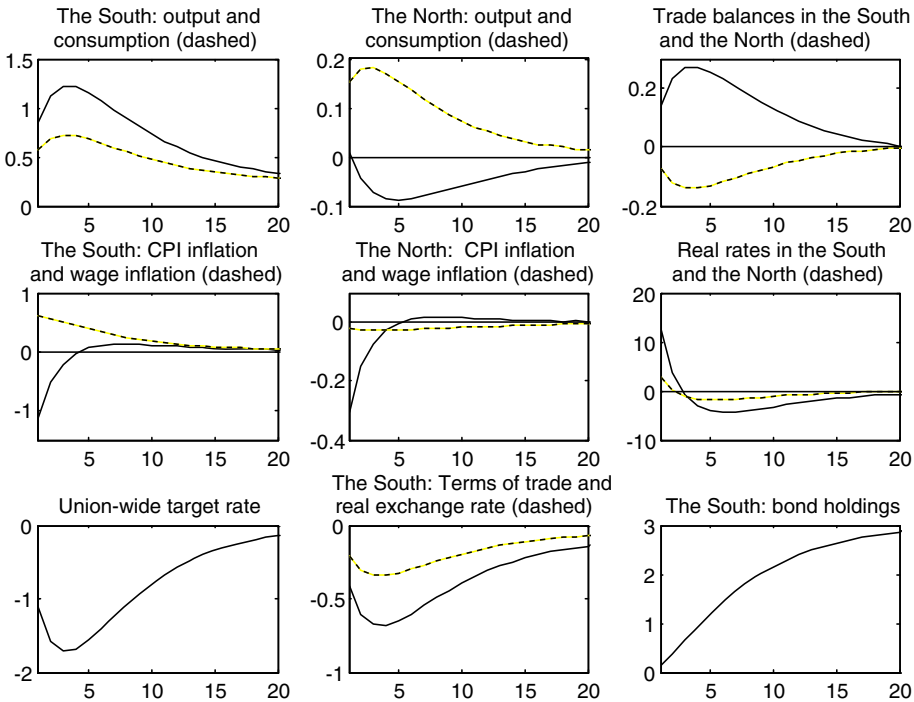 The South: output and
consumption (dashed)
1.5
1
0.5
0
5 10 15 20
The North: output and
consumption (dashed)
0.2
0.1
0
-0.1
5 10 15 20
Trade balances in the South
and the North (dashed)
0.2
0
-0.2
5 10 15 20
The South: CPI inflation
and wage inflation (dashed)
1
0
-1
5 10 15 20
The North: CPI inflation
and wage inflation (dashed)
0
-0.2
-0.4
5 10 15 20
Real rates in the South
and the North (dashed)
20
10
0
-10
5 10 15 20
Union-wide target rate
0
-1
-2
5 10 15 20
The South: Terms of trade and
real exchange rate (dashed)
0
-0.5
-1
5 10 15 20
The South: bond holdings
3
2
1
0
5 10 15 20